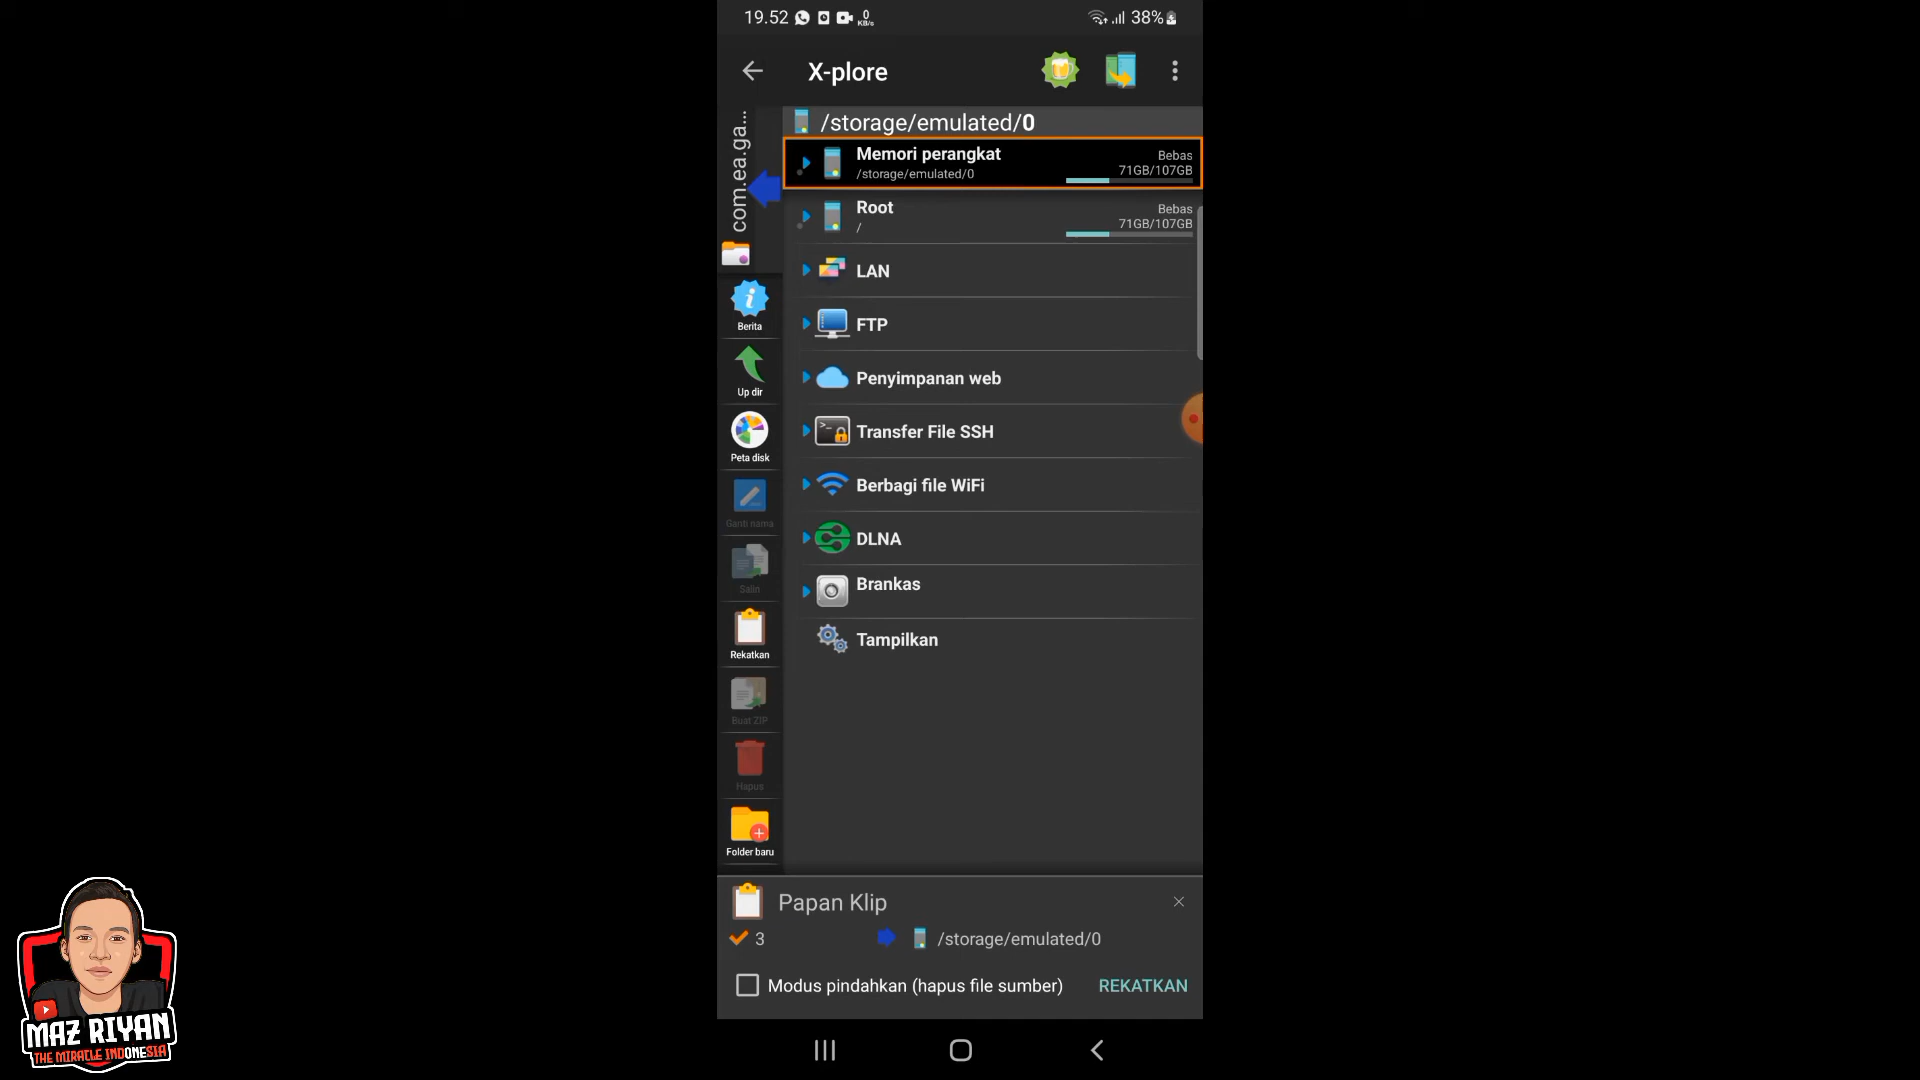 19.52 0 KB/s 38%
X-plore
com.ea.ga...
/storage/emulated/0
Memori perangkat
/storage/emulated/0
Bebas
71GB/107GB
Root
/
Bebas
71GB/107GB
LAN
FTP
Penyimpanan web
Transfer File SSH
Berbagi file WiFi
DLNA
Brankas
Tampilkan
Berita
Up dir
Peta disk
Ganti nama
Salin
Rekatkan
Buat ZIP
Hapus
Folder baru
Papan Klip
3 /storage/emulated/0
Modus pindahkan (hapus file sumber) REKATKAN
MAZ RIYAN
THE MIRACLE INDONESIA